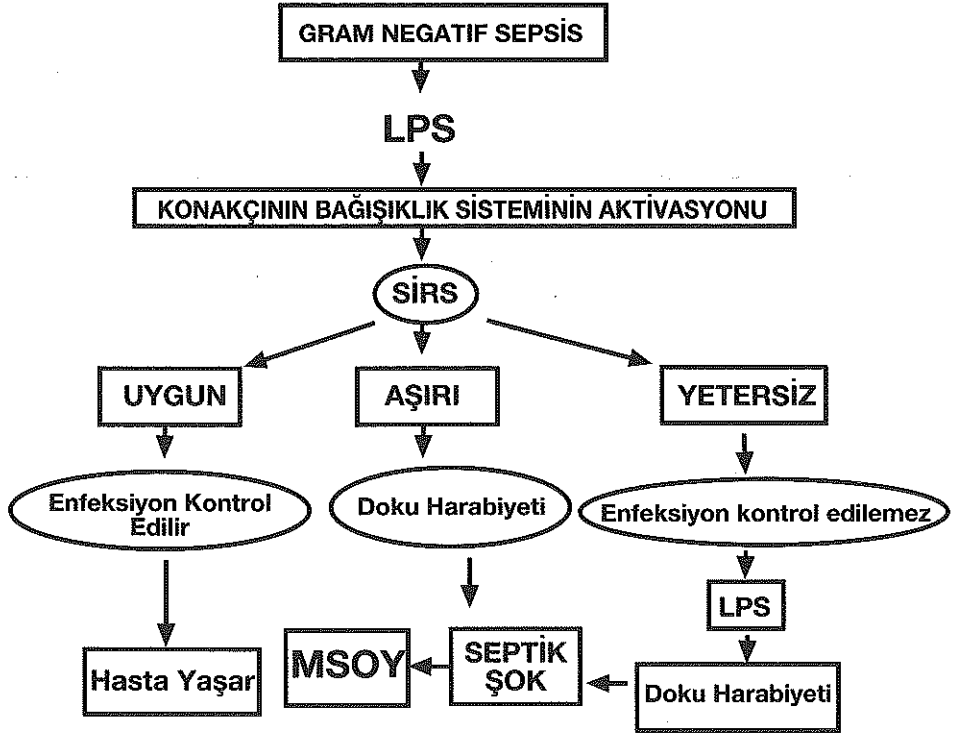 GRAM NEGATIF SEPSİS
LPS
KONAKÇININ BAĞIŞIKLIK SİSTEMİNİN AKTİVASYONU
SİRS
UYGUN
AŞIRI
YETERSİZ
Enfeksiyon Kontrol
Edilir
Doku Harabiyeti
Enfeksiyon kontrol edilemez
LPS
Hasta Yaşar
MSOY
SEPTİK
ŞOK
Doku Harabiyeti